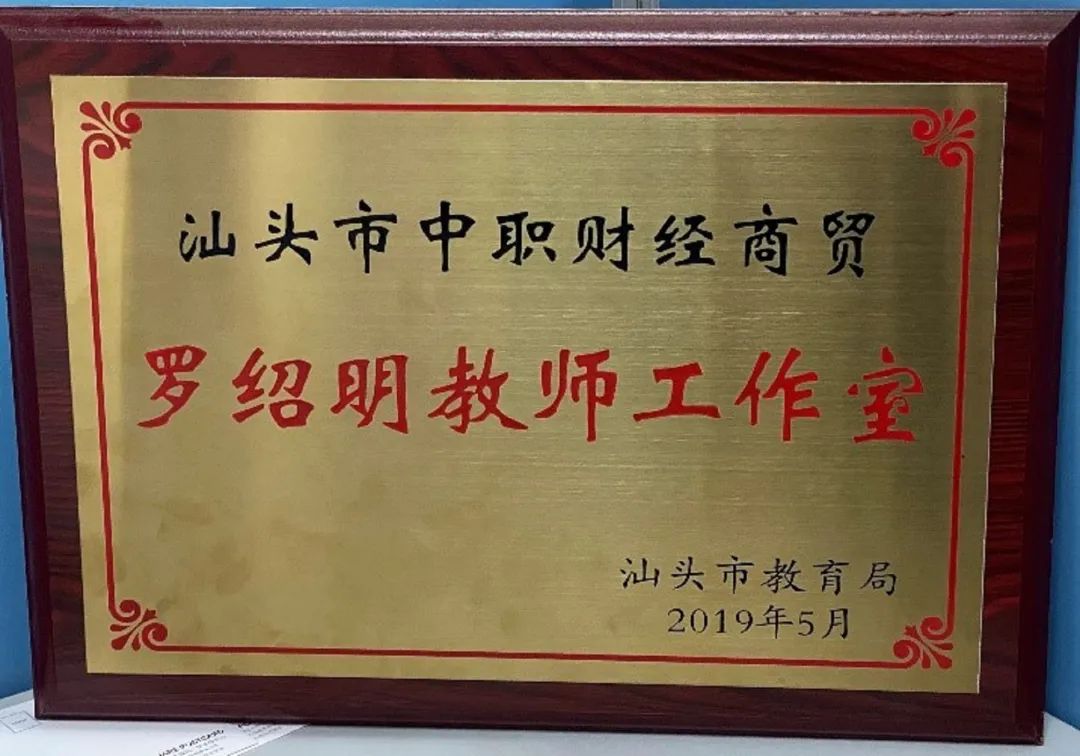 汕头市中职财经商贸
罗绍明教师工作室
汕头市教育局
2019年5月